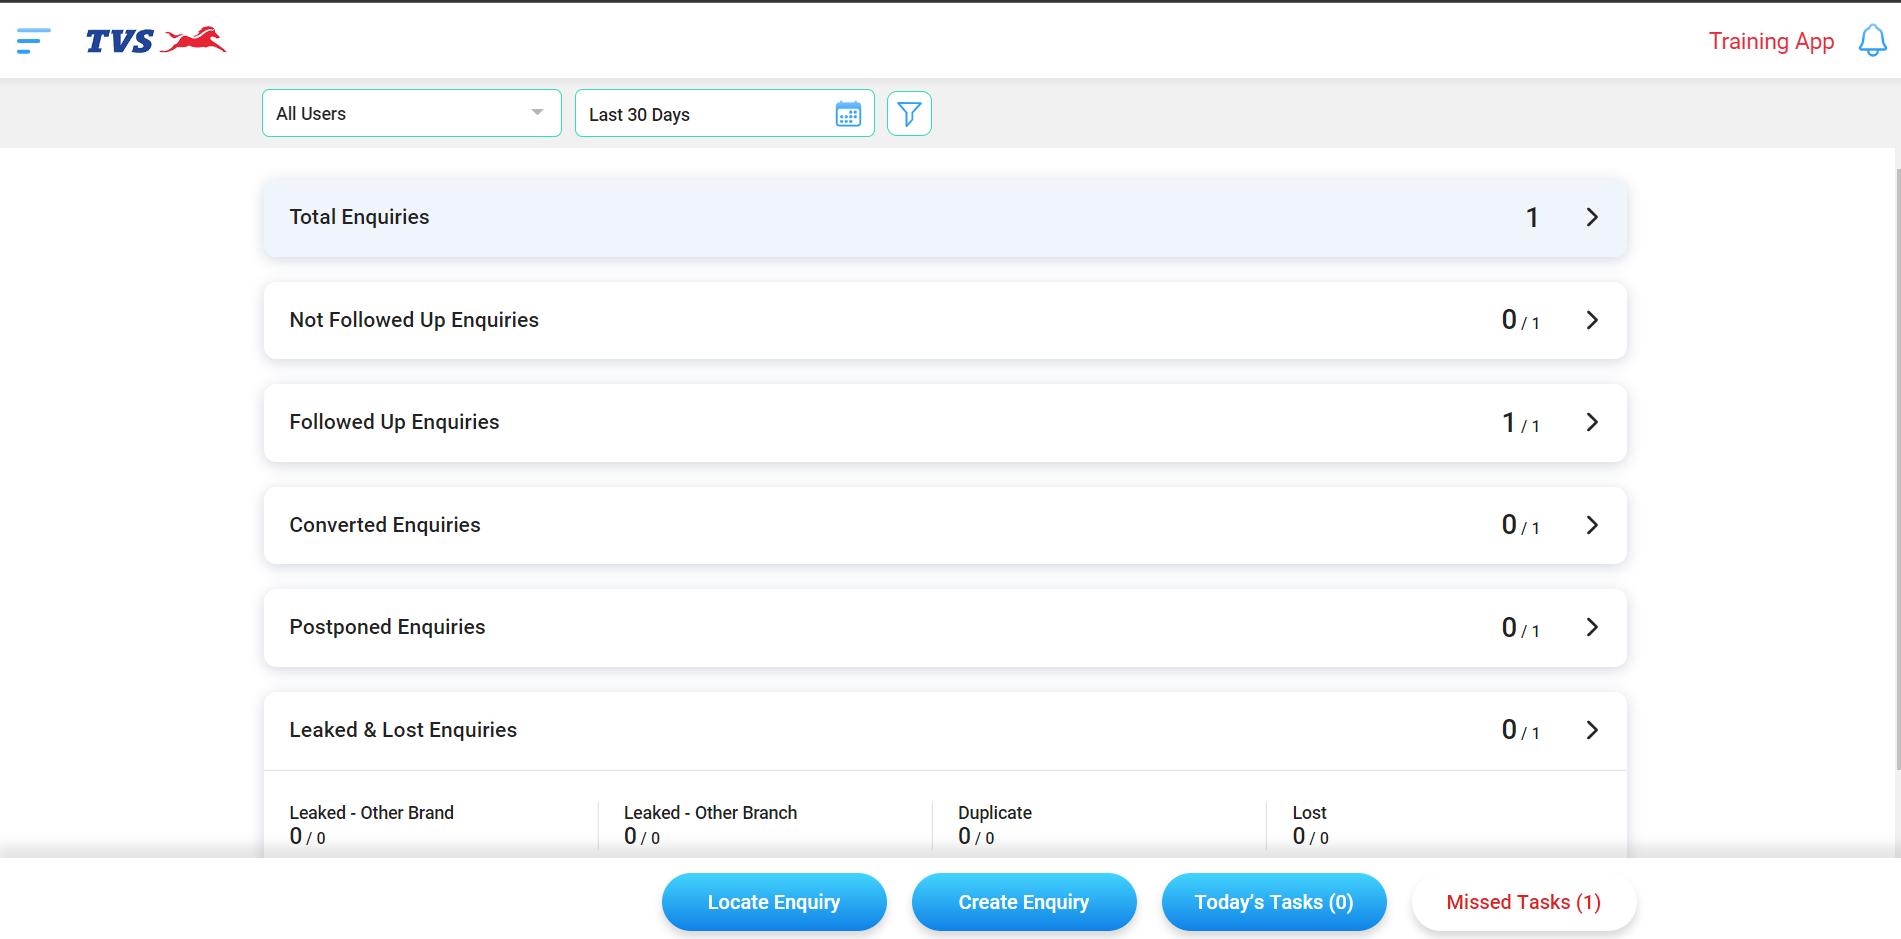 TVS
Training App
All Users
Last 30 Days
Total Enquiries 1
Not Followed Up Enquiries 0 / 1
Followed Up Enquiries 1 / 1
Converted Enquiries 0 / 1
Postponed Enquiries 0 / 1
Leaked & Lost Enquiries 0 / 1
Leaked - Other Brand
0 / 0
Leaked - Other Branch
0 / 0
Duplicate
0 / 0
Lost
0 / 0
Locate Enquiry
Create Enquiry
Today's Tasks (0)
Missed Tasks (1)